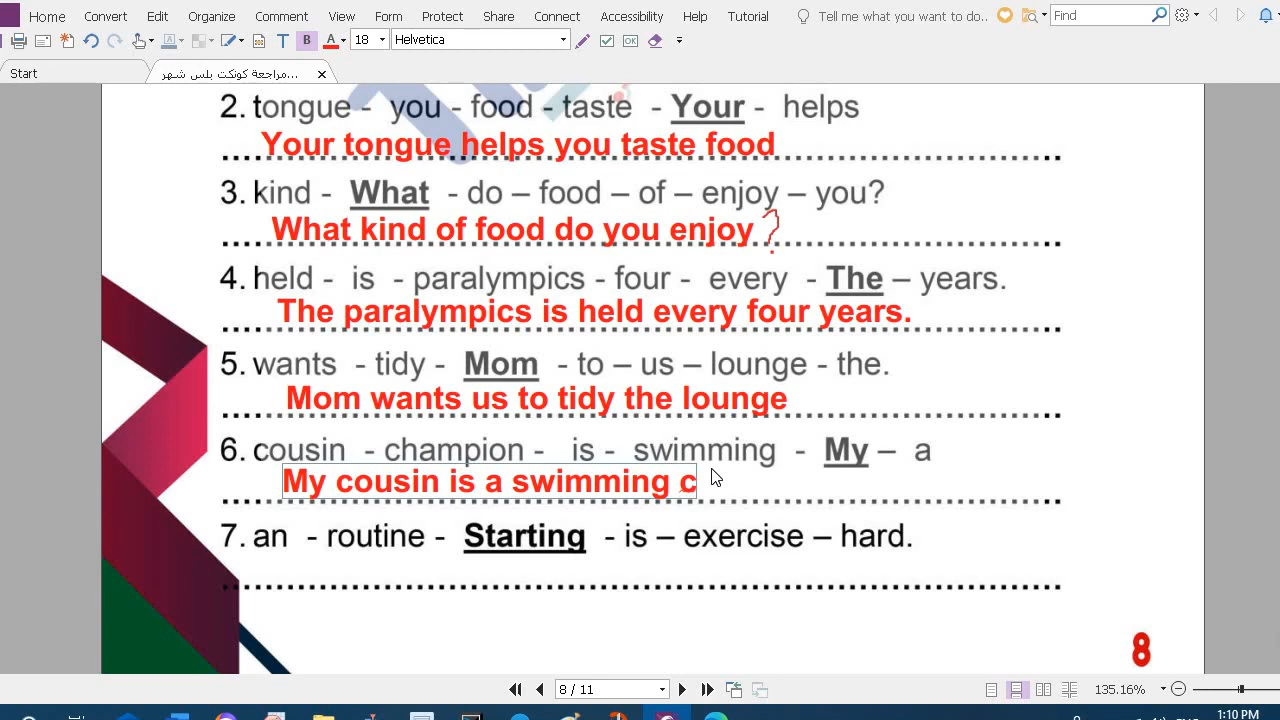 Home Convert Edit Organize Comment View Form Protect Share Connect Accessibility Help Tutorial Tell me what you want to do.. Find
18 Helvetica
Start مراجعة كونكت بلس شهر...
2. tongue - you - food - taste - Your - helps
Your tongue helps you taste food
3. kind - What - do – food – of – enjoy – you?
What kind of food do you enjoy ?
4. held - is - paralympics - four - every - The – years.
The paralympics is held every four years.
5. wants - tidy - Mom - to – us – lounge - the.
Mom wants us to tidy the lounge
6. cousin - champion - is - swimming - My – a
My cousin is a swimming c
7. an - routine - Starting - is – exercise – hard.
8
8 / 11 135.16%
1:10 PM